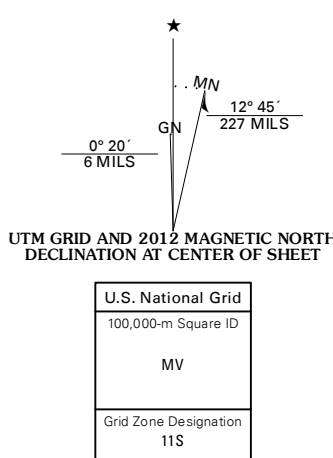 ★
MN
12° 45´
227 MILS
GN
0° 20´
6 MILS
UTM GRID AND 2012 MAGNETIC NORTH
DECLINATION AT CENTER OF SHEET
U.S. National Grid
100,000-m Square ID
MV
Grid Zone Designation
11S